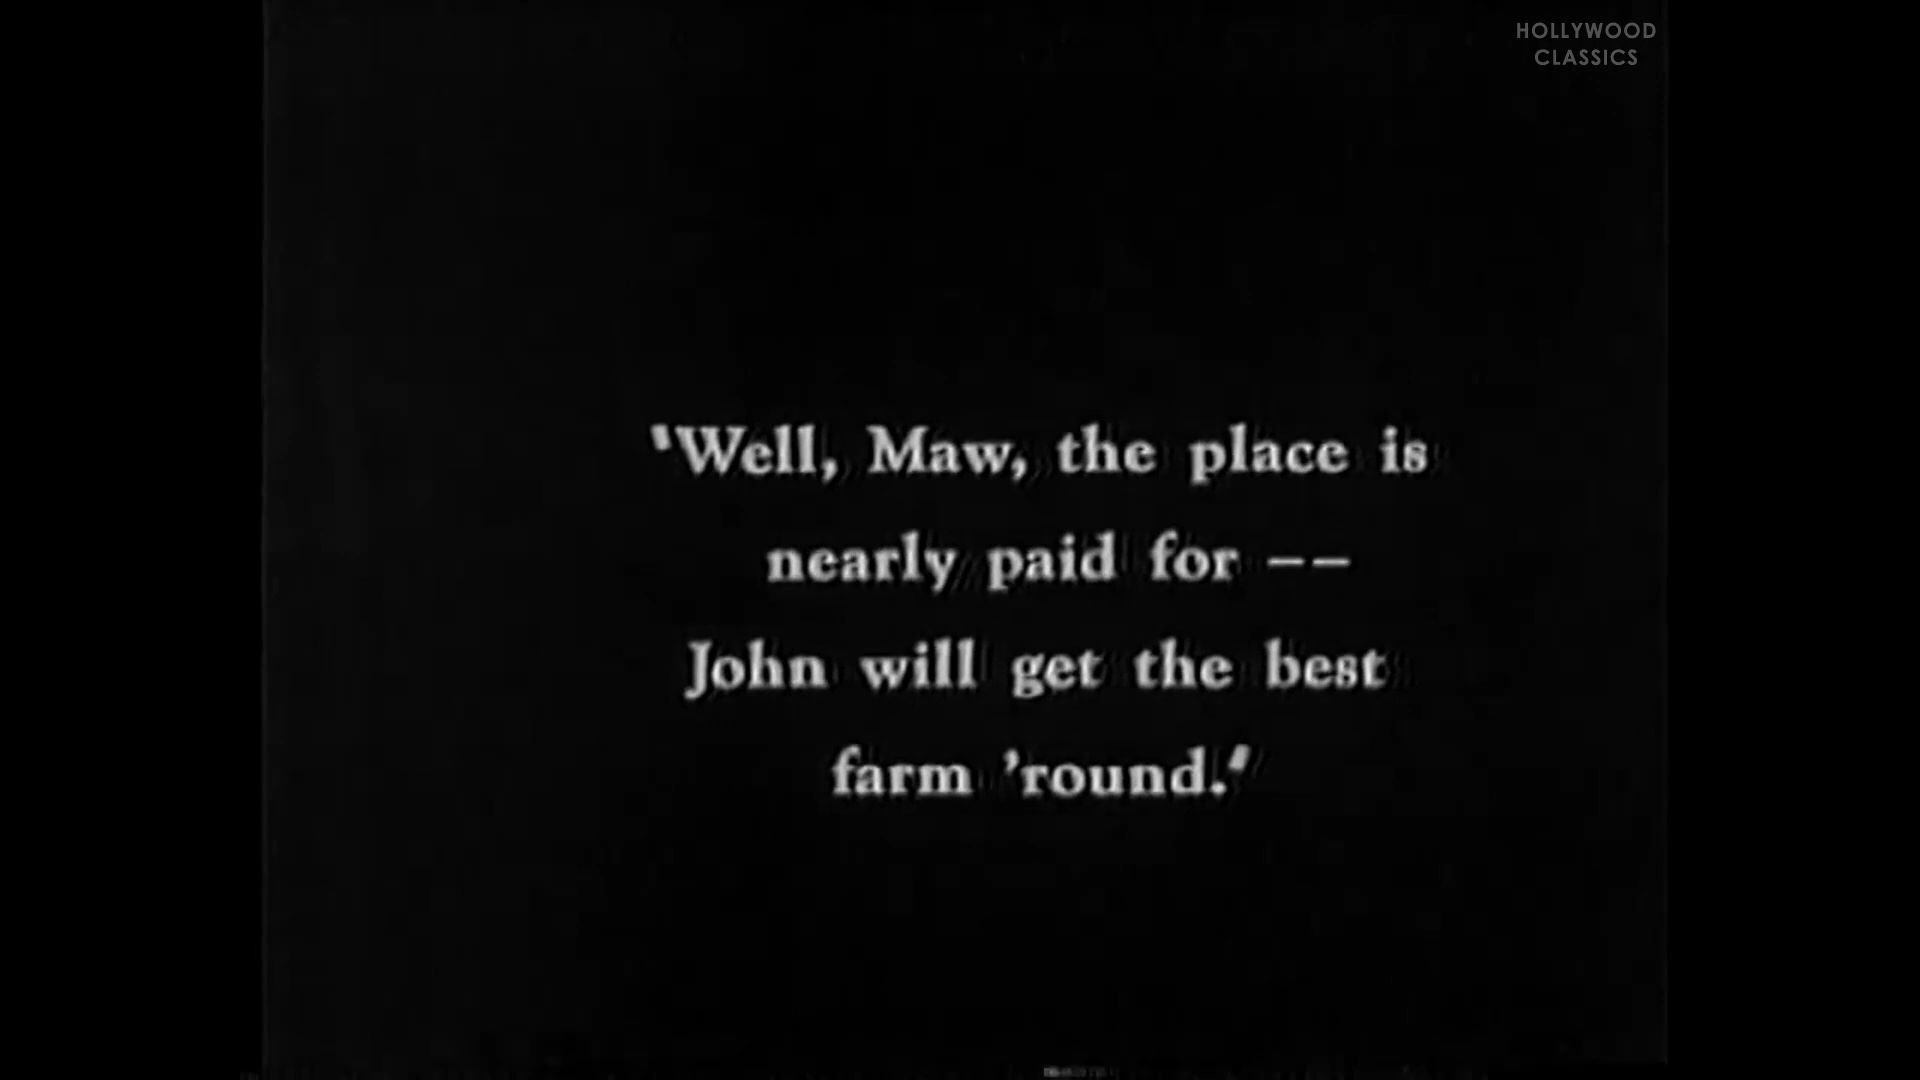 HOLLYWOOD
CLASSICS
'Well, Maw, the place is
nearly paid for --
John will get the best
farm 'round.'